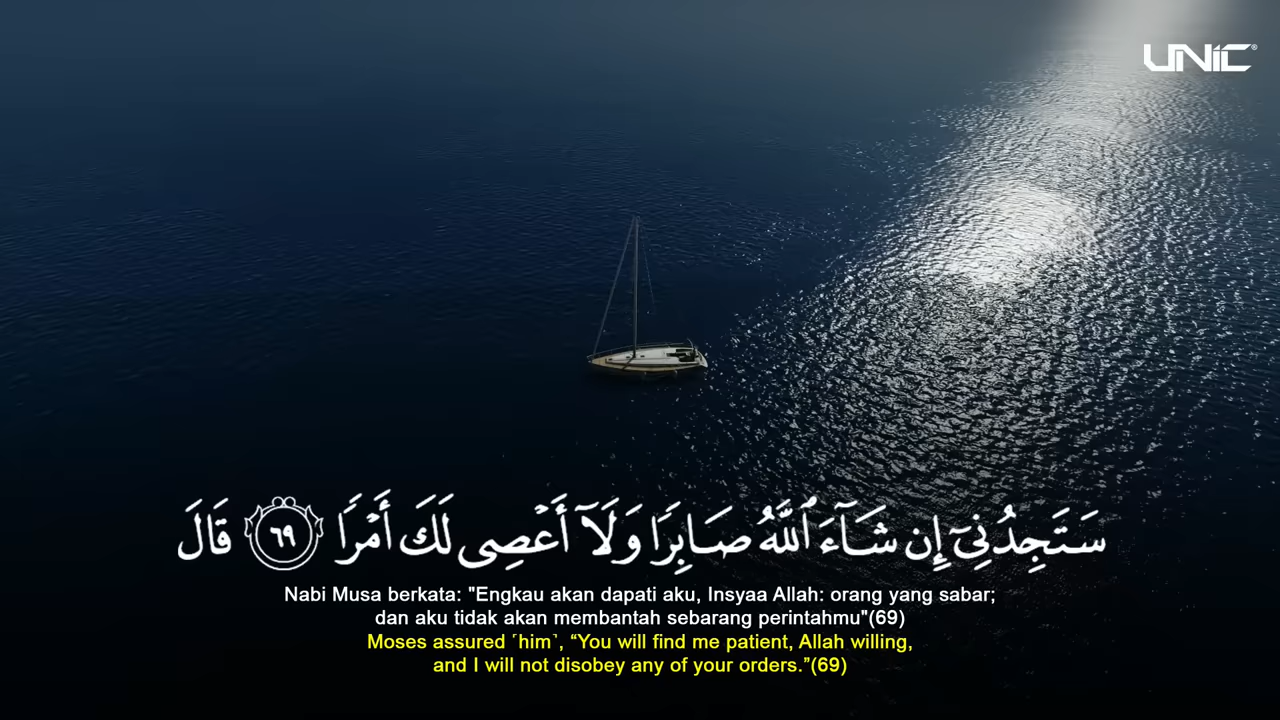 UNIC®
سَتَجِدُنِىٓ إِن شَآءَ ٱللَّهُ صَابِرًا وَلَآ أَعْصِى لَكَ أَمْرًا ٦٩ قَالَ
Nabi Musa berkata: "Engkau akan dapati aku, Insyaa Allah: orang yang sabar;
dan aku tidak akan membantah sebarang perintahmu"(69)
Moses assured ˹him˺, “You will find me patient, Allah willing,
and I will not disobey any of your orders.”(69)